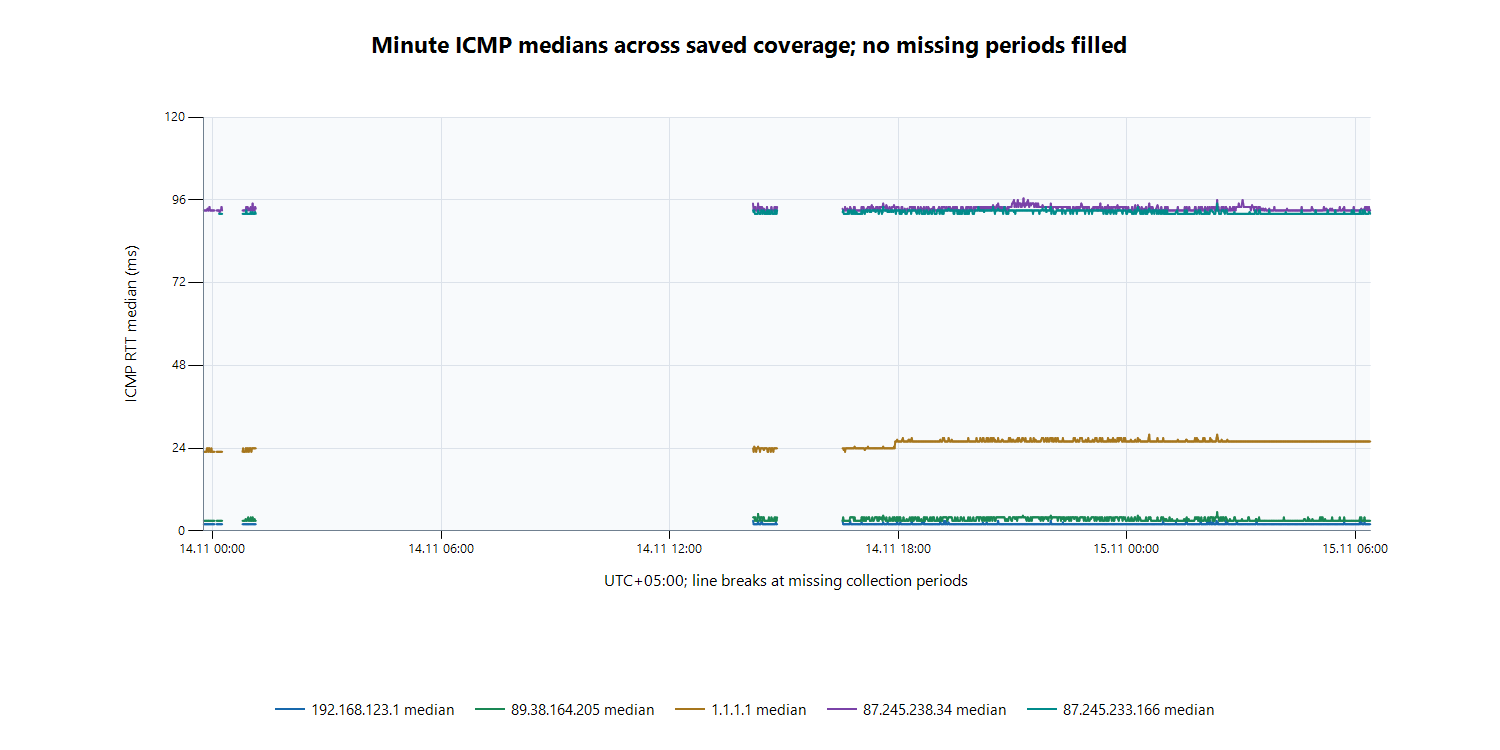 Minute ICMP medians across saved coverage; no missing periods filled
120
96
72
48
24
0
ICMP RTT median (ms)
14.11 00:00 14.11 06:00 14.11 12:00 14.11 18:00 15.11 00:00 15.11 06:00
UTC+05:00; line breaks at missing collection periods
192.168.123.1 median 89.38.164.205 median 1.1.1.1 median 87.245.238.34 median 87.245.233.166 median